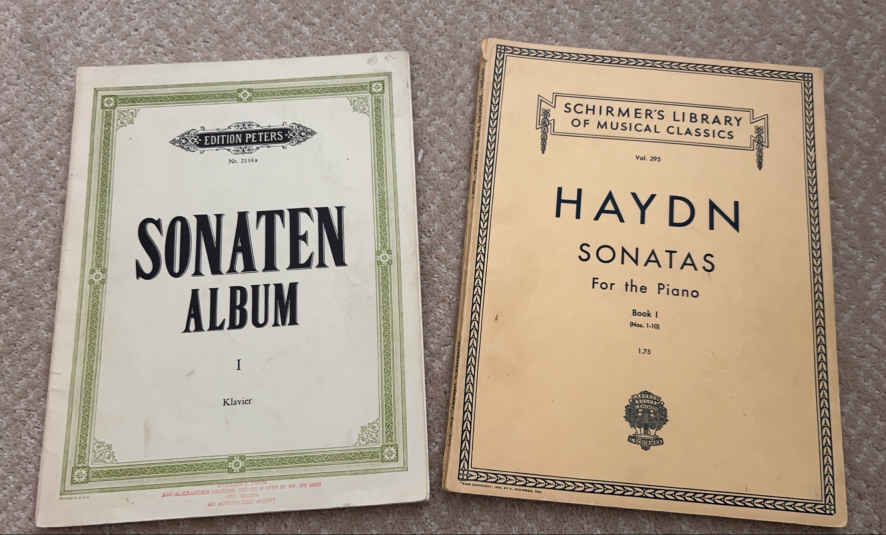 EDITION PETERS
SONATEN
ALBUM
I
Klavier
SCHIRMER'S LIBRARY
OF MUSICAL CLASSICS
Vol. 295
HAYDN
SONATAS
For the Piano
Book I
(Nos. 1-10)
1.75